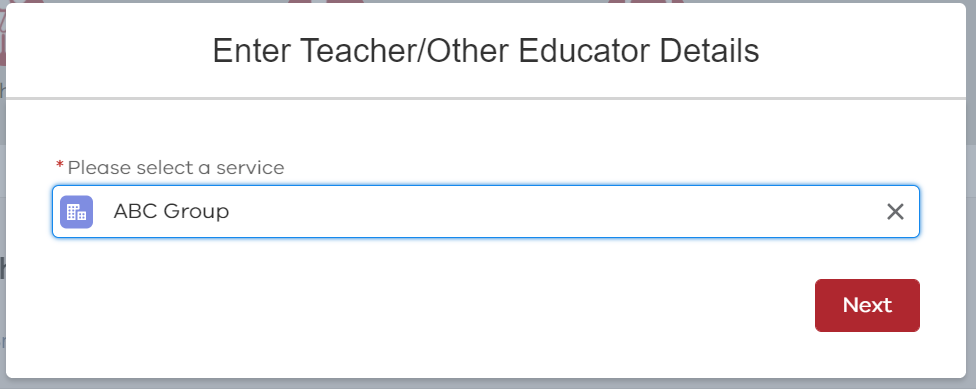 Enter Teacher/Other Educator Details
*Please select a service
ABC Group
Next